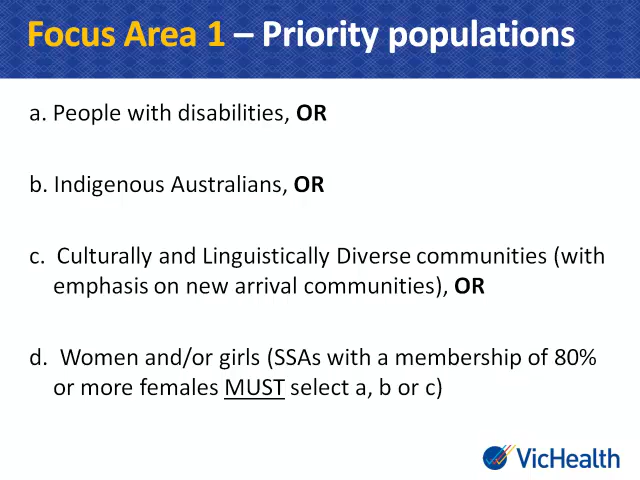 Focus Area 1 – Priority populations
a. People with disabilities, OR
b. Indigenous Australians, OR
c. Culturally and Linguistically Diverse communities (with
emphasis on new arrival communities), OR
d. Women and/or girls (SSAs with a membership of 80%
or more females MUST select a, b or c)
VicHealth